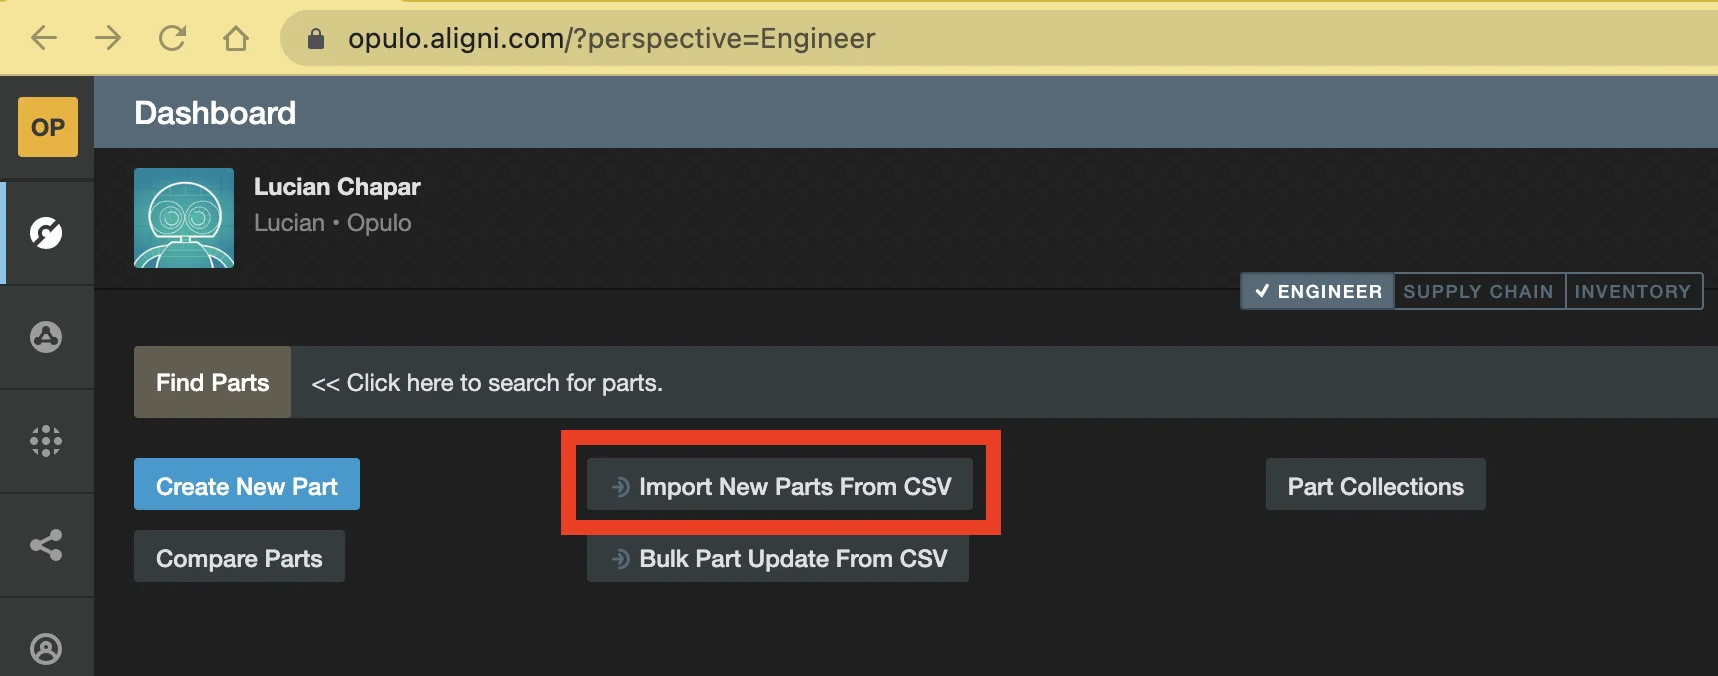 opulo.aligni.com/?perspective=Engineer
OP
Dashboard
Lucian Chapar
Lucian • Opulo
✓ ENGINEER SUPPLY CHAIN INVENTORY
Find Parts << Click here to search for parts.
Create New Part Import New Parts From CSV Part Collections
Compare Parts Bulk Part Update From CSV